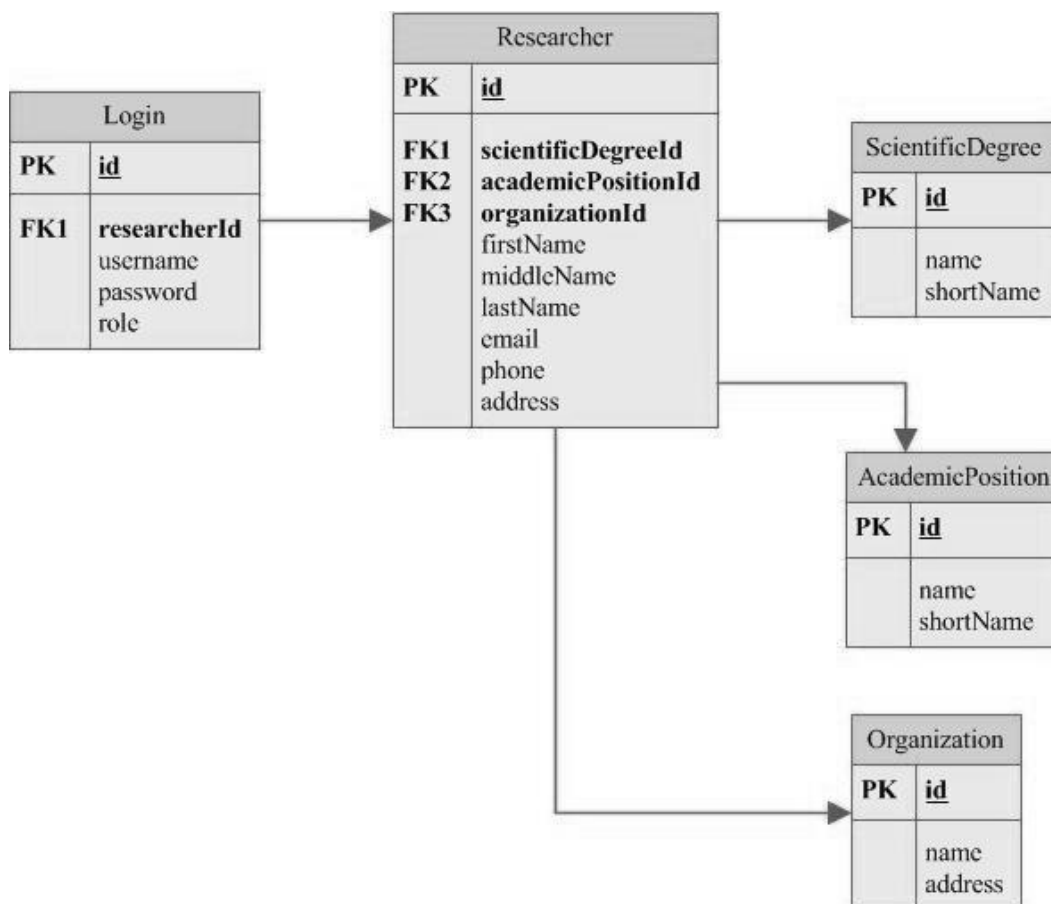 Researcher
PK id
FK1 scientificDegreeId
FK2 academicPositionId
FK3 organizationId
firstName
middleName
lastName
email
phone
address
Login
PK id
FK1 researcherId
username
password
role
ScientificDegree
PK id
name
shortName
AcademicPosition
PK id
name
shortName
Organization
PK id
name
address